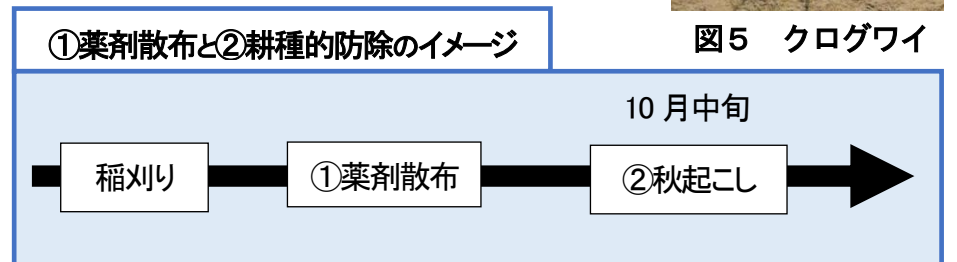 ①薬剤散布と②耕種的防除のイメージ
図５　クログワイ
10 月中旬
稲刈り
①薬剤散布
②秋起こし